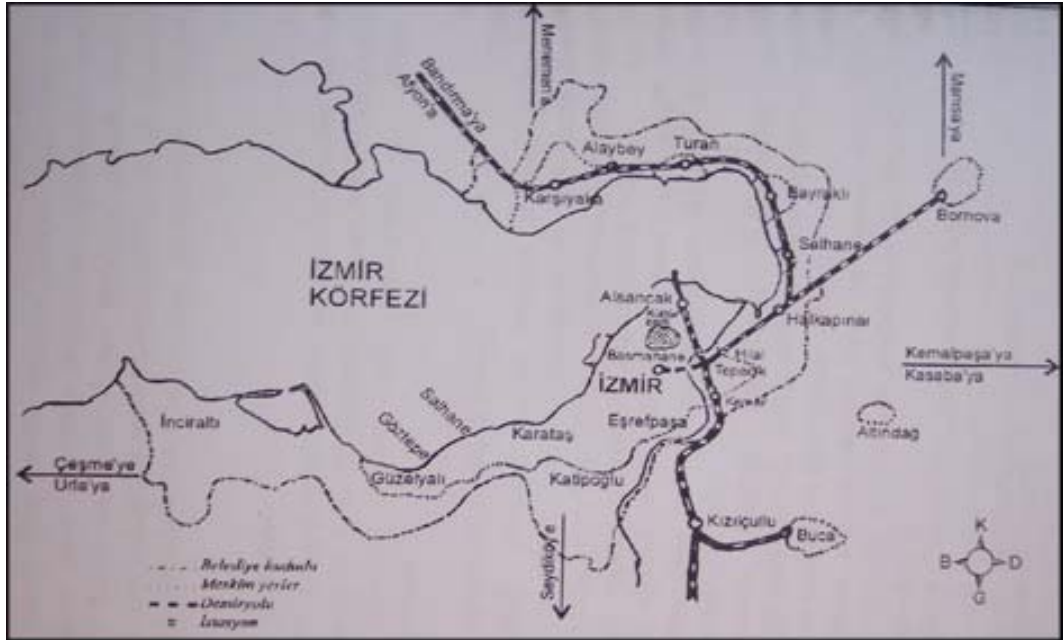 Menemen'e
Manisa'ya
Bandırma'ya
Afyon'a
Alaybey
Turan
Karşıyaka
Bayraklı
Bornova
Salhane
İZMİR
KÖRFEZİ
Alsancak
Halkapınar
Basmahane
Hilal
Tepecik
İZMİR
Kemalpaşa'ya
Kasaba'ya
İnciraltı
Salhane
Göztepe
Karataş
Eşrefpaşa
Altındağ
Çeşme'ye
Urla'ya
Güzelyalı
Katipoğlu
Seydiköy'e
Kızılçullu
Buca
K
B
D
G
Belediye hududu
Meskûn yerler
Demiryolu
İstasyon